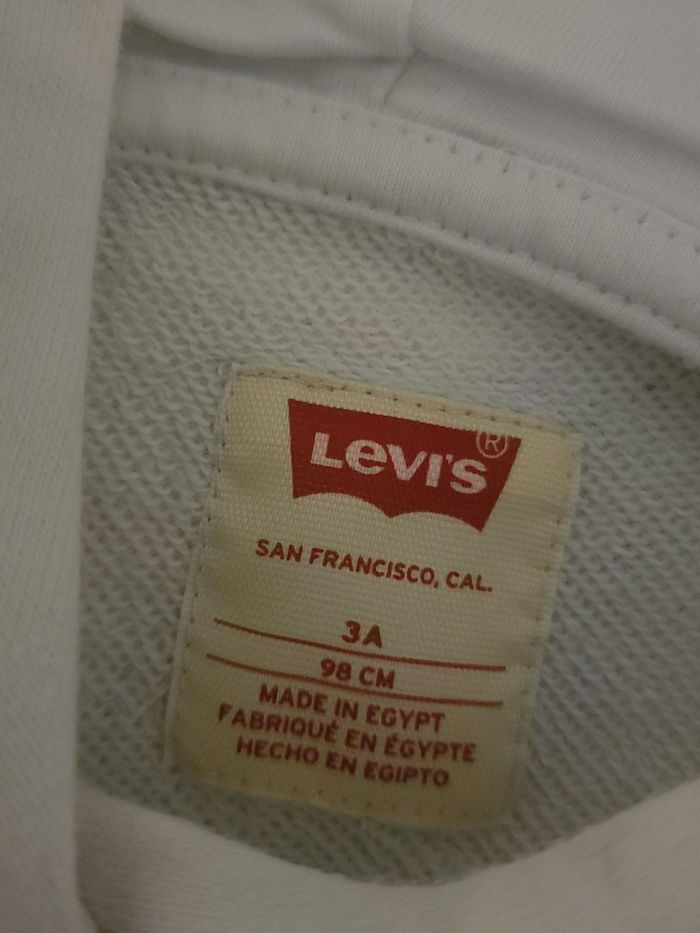 Levi's®
SAN FRANCISCO, CAL.
3A
98 CM
MADE IN EGYPT
FABRIQUÉ EN ÉGYPTE
HECHO EN EGIPTO